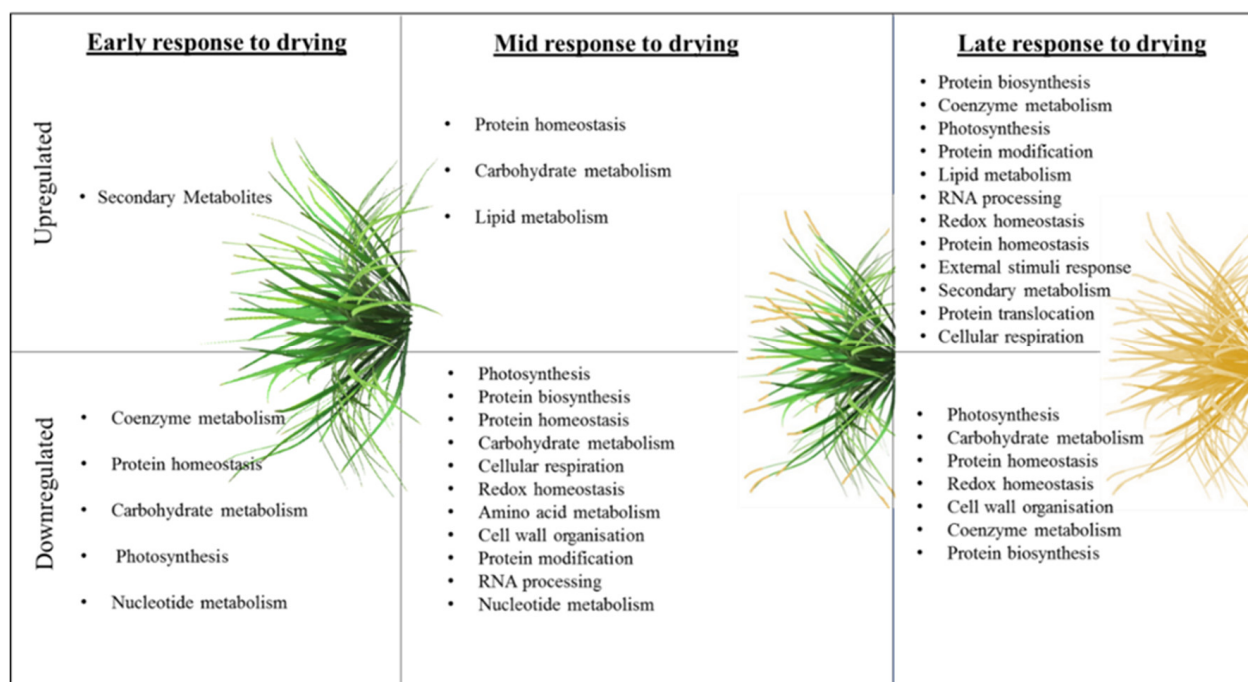 Early response to drying
Mid response to drying
Late response to drying
Upregulated
• Secondary Metabolites
• Protein homeostasis
• Carbohydrate metabolism
• Lipid metabolism
• Protein biosynthesis
• Coenzyme metabolism
• Photosynthesis
• Protein modification
• Lipid metabolism
• RNA processing
• Redox homeostasis
• Protein homeostasis
• External stimuli response
• Secondary metabolism
• Protein translocation
• Cellular respiration
Downregulated
• Coenzyme metabolism
• Protein homeostasis
• Carbohydrate metabolism
• Photosynthesis
• Nucleotide metabolism
• Photosynthesis
• Protein biosynthesis
• Protein homeostasis
• Carbohydrate metabolism
• Cellular respiration
• Redox homeostasis
• Amino acid metabolism
• Cell wall organisation
• Protein modification
• RNA processing
• Nucleotide metabolism
• Photosynthesis
• Carbohydrate metabolism
• Protein homeostasis
• Redox homeostasis
• Cell wall organisation
• Coenzyme metabolism
• Protein biosynthesis